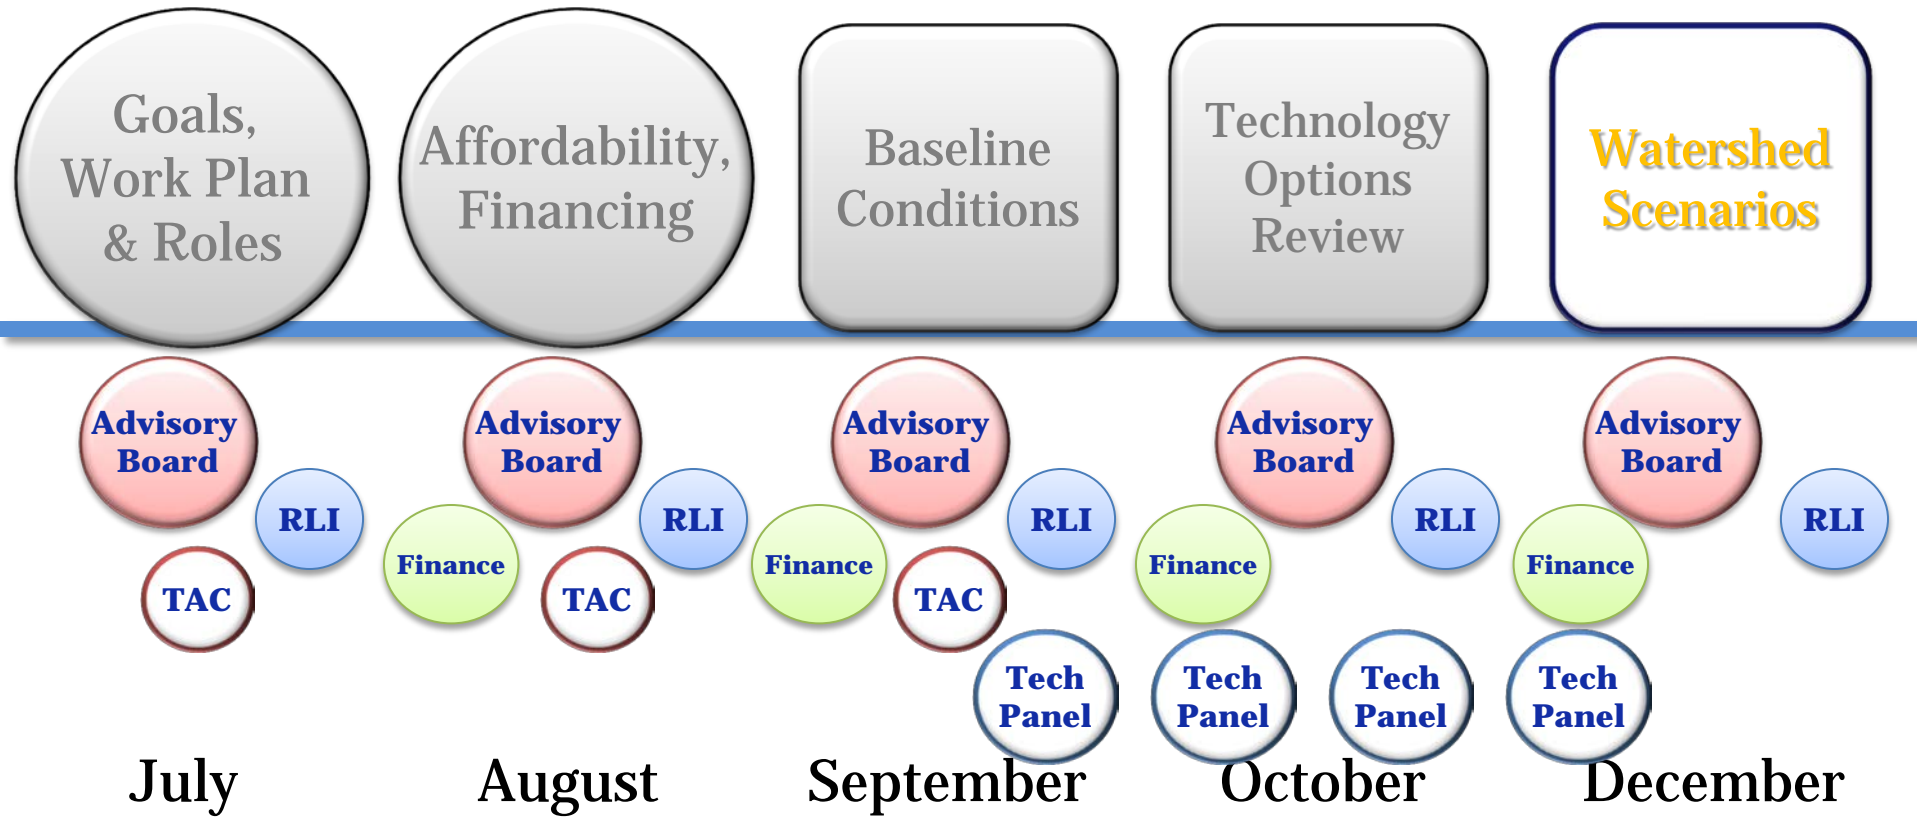 Goals,
Work Plan
& Roles
Affordability,
Financing
Baseline
Conditions
Technology
Options
Review
Watershed
Scenarios
Advisory
Board
RLI
TAC
Advisory
Board
RLI
Finance
TAC
Advisory
Board
RLI
Finance
TAC
Tech
Panel
Advisory
Board
RLI
Finance
Tech
Panel
Tech
Panel
Advisory
Board
RLI
Finance
Tech
Panel
July
August
September
October
December